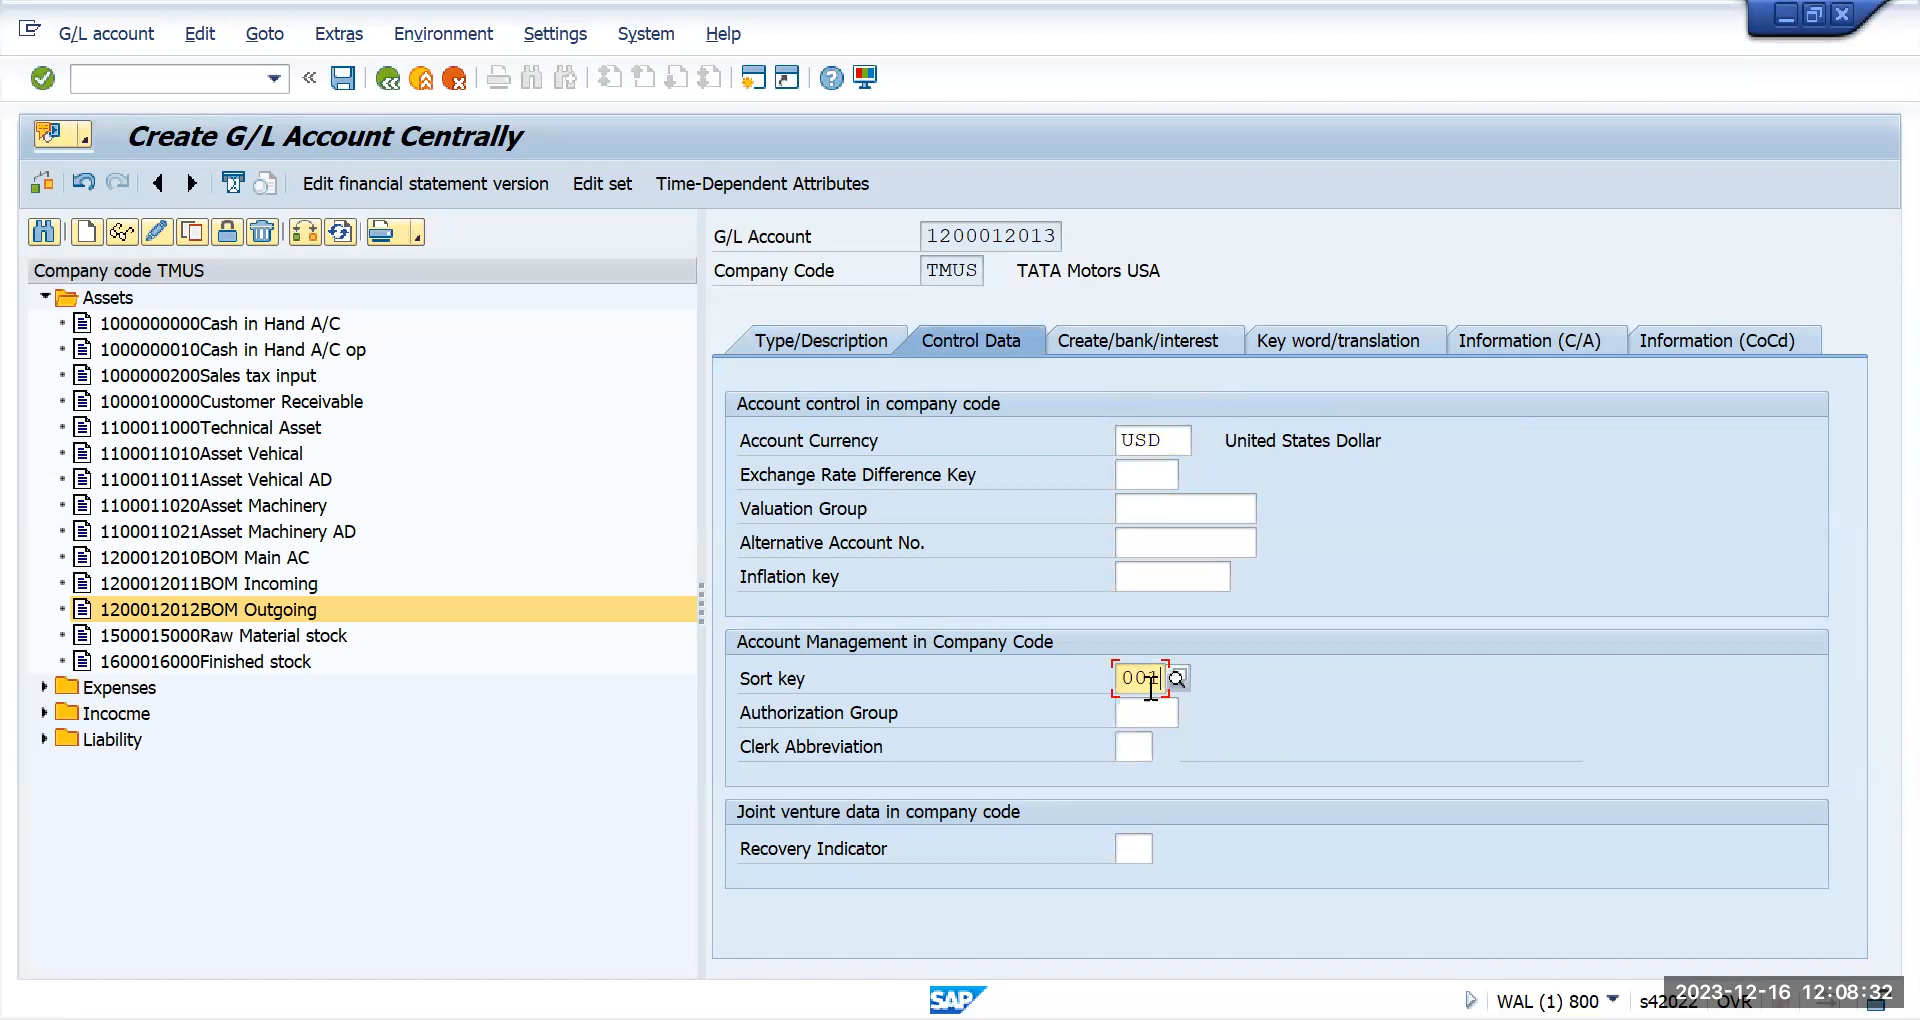 G/L account Edit Goto Extras Environment Settings System Help
Create G/L Account Centrally
Edit financial statement version Edit set Time-Dependent Attributes
Company code TMUS
Assets
1000000000Cash in Hand A/C
1000000010Cash in Hand A/C op
1000000200Sales tax input
1000010000Customer Receivable
1100011000Technical Asset
1100011010Asset Vehical
1100011011Asset Vehical AD
1100011020Asset Machinery
1100011021Asset Machinery AD
1200012010BOM Main AC
1200012011BOM Incoming
1200012012BOM Outgoing
1500015000Raw Material stock
1600016000Finished stock
Expenses
Incocme
Liability
G/L Account 1200012013
Company Code TMUS TATA Motors USA
Type/Description Control Data Create/bank/interest Key word/translation Information (C/A) Information (CoCd)
Account control in company code
Account Currency USD United States Dollar
Exchange Rate Difference Key
Valuation Group
Alternative Account No.
Inflation key
Account Management in Company Code
Sort key 001
Authorization Group
Clerk Abbreviation
Joint venture data in company code
Recovery Indicator
SAP
WAL (1) 800 s42022 OVR
2023-12-16 12:08:32